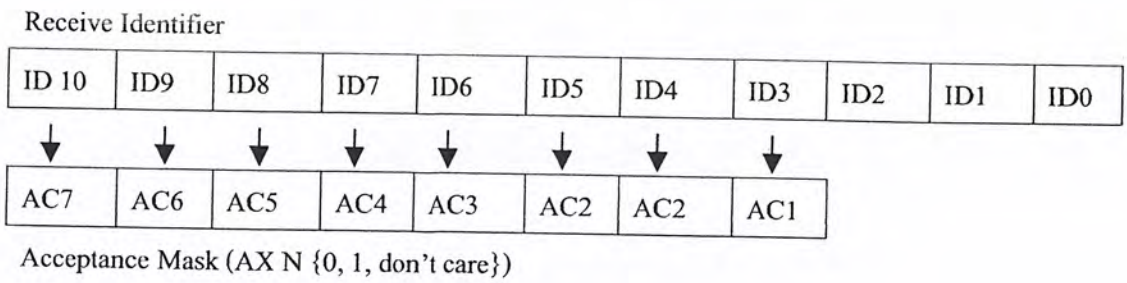 Receive Identifier
ID 10 ID9 ID8 ID7 ID6 ID5 ID4 ID3 ID2 ID1 ID0
AC7 AC6 AC5 AC4 AC3 AC2 AC2 AC1
Acceptance Mask (AX N {0, 1, don't care})